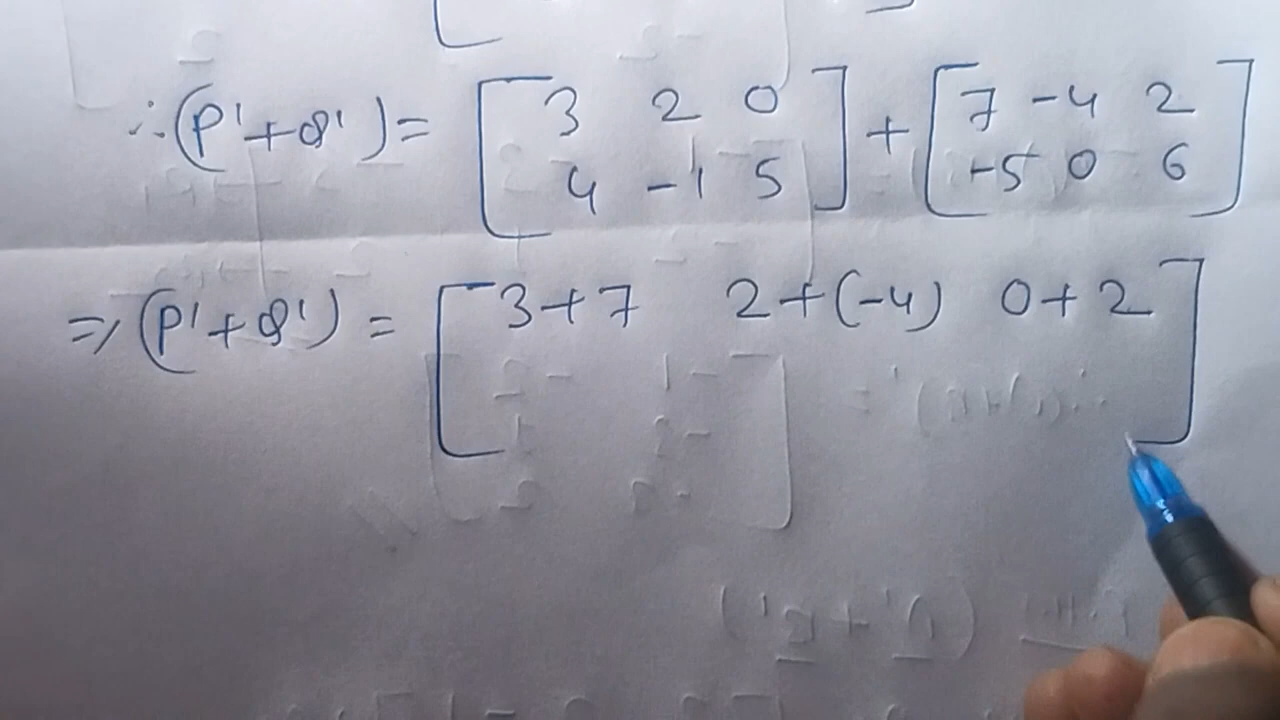 ∴ (P'+Q') = [ 3 2 0 ] + [ 7 -4 2 ]
4 -1 5 -5 0 6
⇒ (P'+Q') = [ 3+7 2+(-4) 0+2 ]